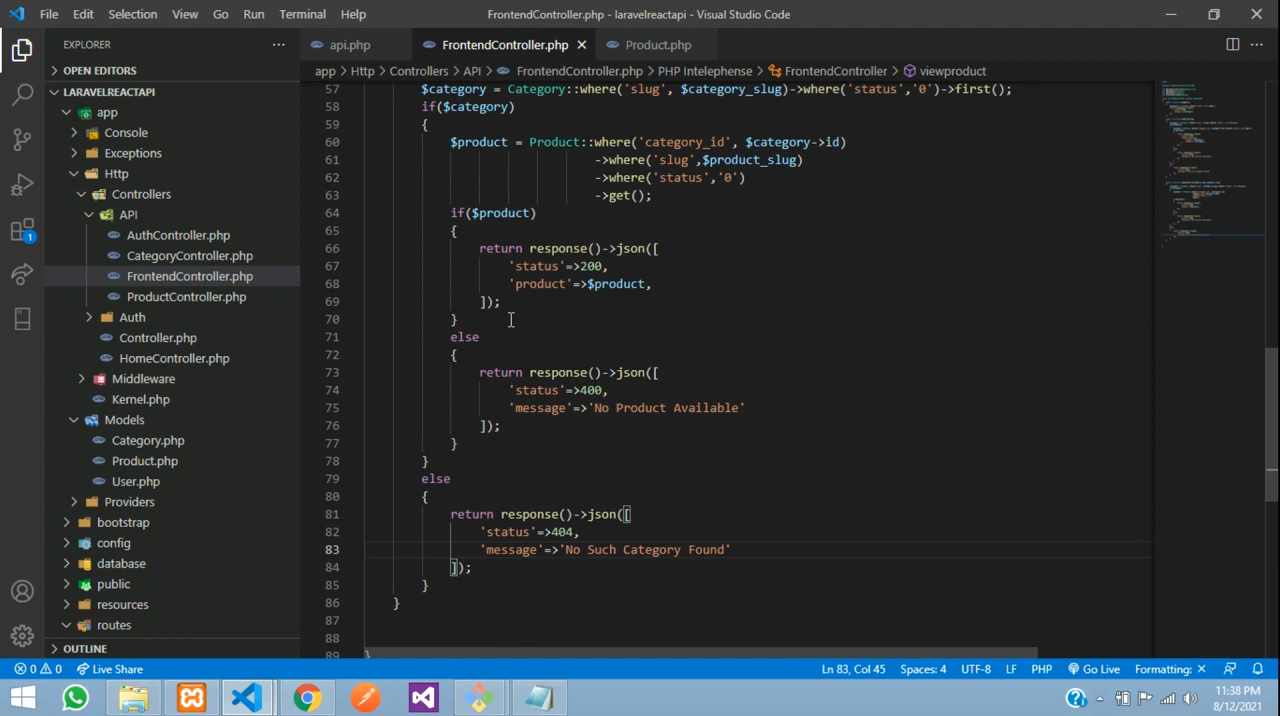 File Edit Selection View Go Run Terminal Help
FrontendController.php - laravelreactapi - Visual Studio Code
EXPLORER
OPEN EDITORS
LARAVELREACTAPI
app
Console
Exceptions
Http
Controllers
API
AuthController.php
CategoryController.php
FrontendController.php
ProductController.php
Auth
Controller.php
HomeController.php
Middleware
Kernel.php
Models
Category.php
Product.php
User.php
Providers
bootstrap
config
database
public
resources
routes
OUTLINE
1
api.php
FrontendController.php
Product.php
app > Http > Controllers > API > FrontendController.php > PHP Intelephense > FrontendController > viewproduct
57 $category = Category::where('slug', $category_slug)->where('status','0')->first();
58 if($category)
59 {
60 $product = Product::where('category_id', $category->id)
61 ->where('slug',$product_slug)
62 ->where('status','0')
63 ->get();
64 if($product)
65 {
66 return response()->json([
67 'status'=>200,
68 'product'=>$product,
69 ]);
70 }
71 else
72 {
73 return response()->json([
74 'status'=>400,
75 'message'=>'No Product Available'
76 ]);
77 }
78 }
79 else
80 {
81 return response()->json([
82 'status'=>404,
83 'message'=>'No Such Category Found'
84 ]);
85 }
86 }
87
88
89 }
0 0 Live Share
Ln 83, Col 45 Spaces: 4 UTF-8 LF PHP Go Live Formatting: ×
11:38 PM
8/12/2021